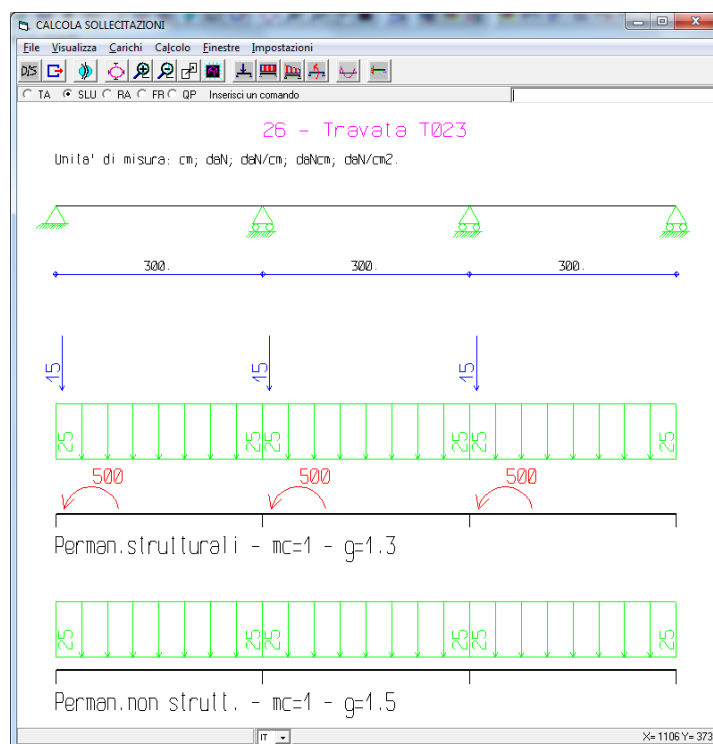 CALCOLA SOLLECITAZIONI
File Visualizza Carichi Calcolo Finestre Impostazioni
DIS
TA SLU RA FR QP Inserisci un comando
26 - Travata T023
Unita' di misura: cm; daN; daN/cm; daNcm; daN/cm2.
300. 300. 300.
15 15 15
25 25 25 25 25 25
500 500 500
Perman.strutturali - mc=1 - g=1.3
25 25 25 25 25 25
Perman.non strutt. - mc=1 - g=1.5
IT X= 1106 Y= 373